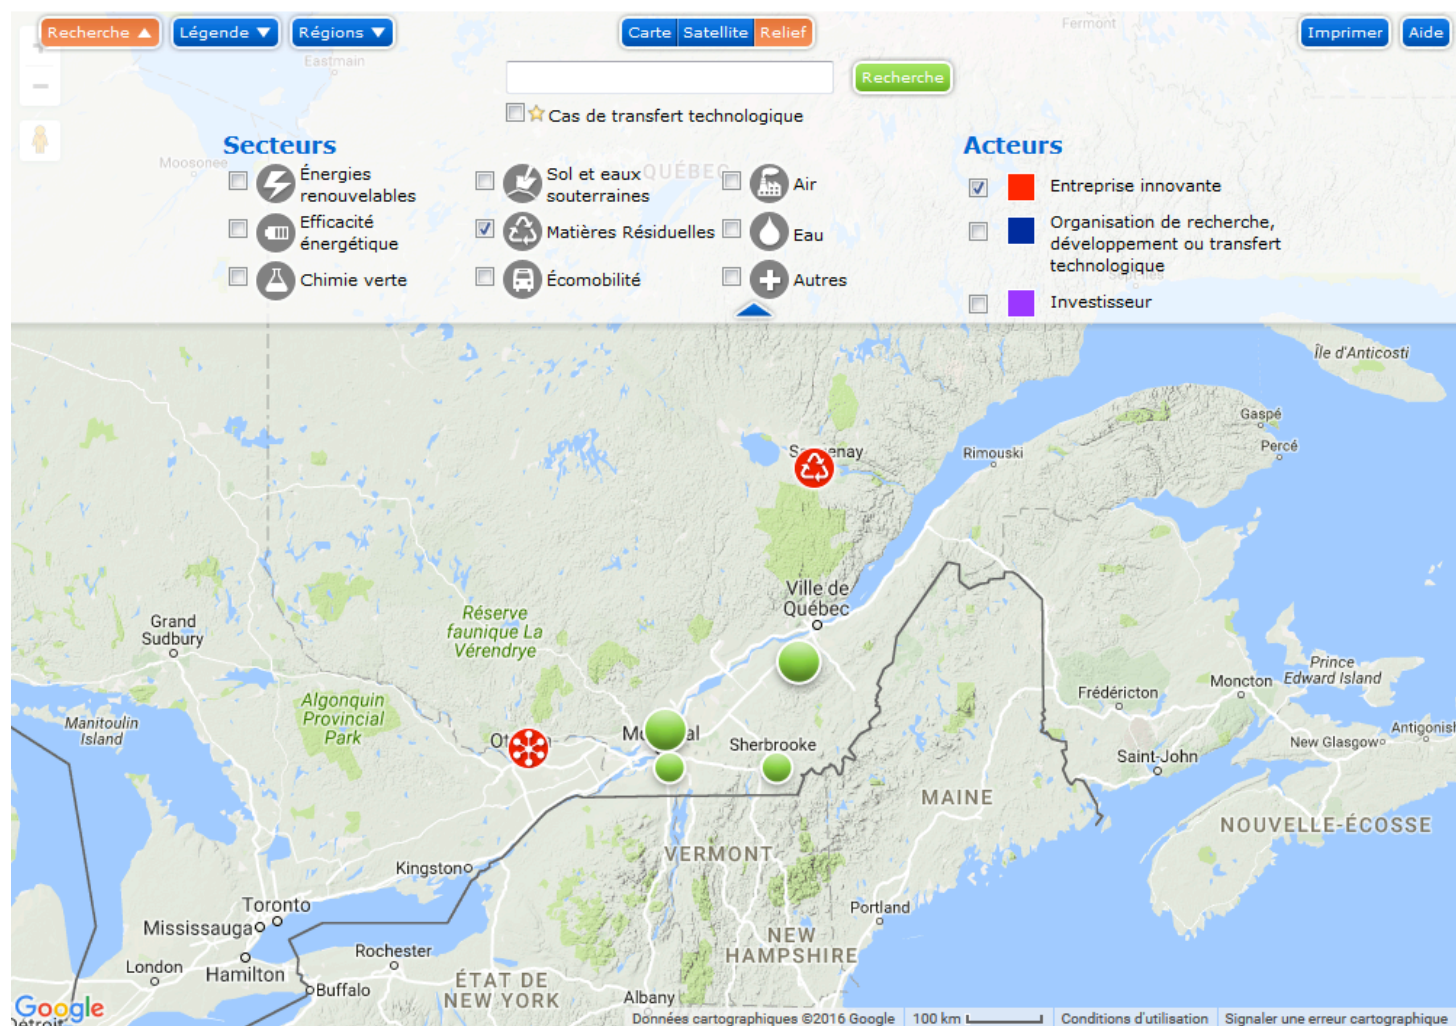 Recherche ▲
Légende ▼
Régions ▼
Carte
Satellite
Relief
Imprimer
Aide
Fermont
Eastmain
Recherche
Cas de transfert technologique
Secteurs
Acteurs
Moosonee
QUÉBEC
Énergies
renouvelables
Sol et eaux
souterraines
Air
Entreprise innovante
Efficacité
énergétique
Matières Résiduelles
Eau
Organisation de recherche,
développement ou transfert
technologique
Chimie verte
Écomobilité
Autres
Investisseur
Île d'Anticosti
Gaspé
Percé
Rimouski
Ville de
Québec
Grand
Sudbury
Réserve
faunique La
Vérendrye
Prince
Edward Island
Moncton
Frédéricton
Algonquin
Provincial
Park
Manitoulin
Island
Sherbrooke
Antigonish
New Glasgow
Saint-John
MAINE
NOUVELLE-ÉCOSSE
VERMONT
Kingston
Toronto
Mississauga
Portland
NEW
HAMPSHIRE
Rochester
London
Hamilton
Buffalo
ÉTAT DE
NEW YORK
Albany
Google
Données cartographiques ©2016 Google
100 km
Conditions d'utilisation
Signaler une erreur cartographique